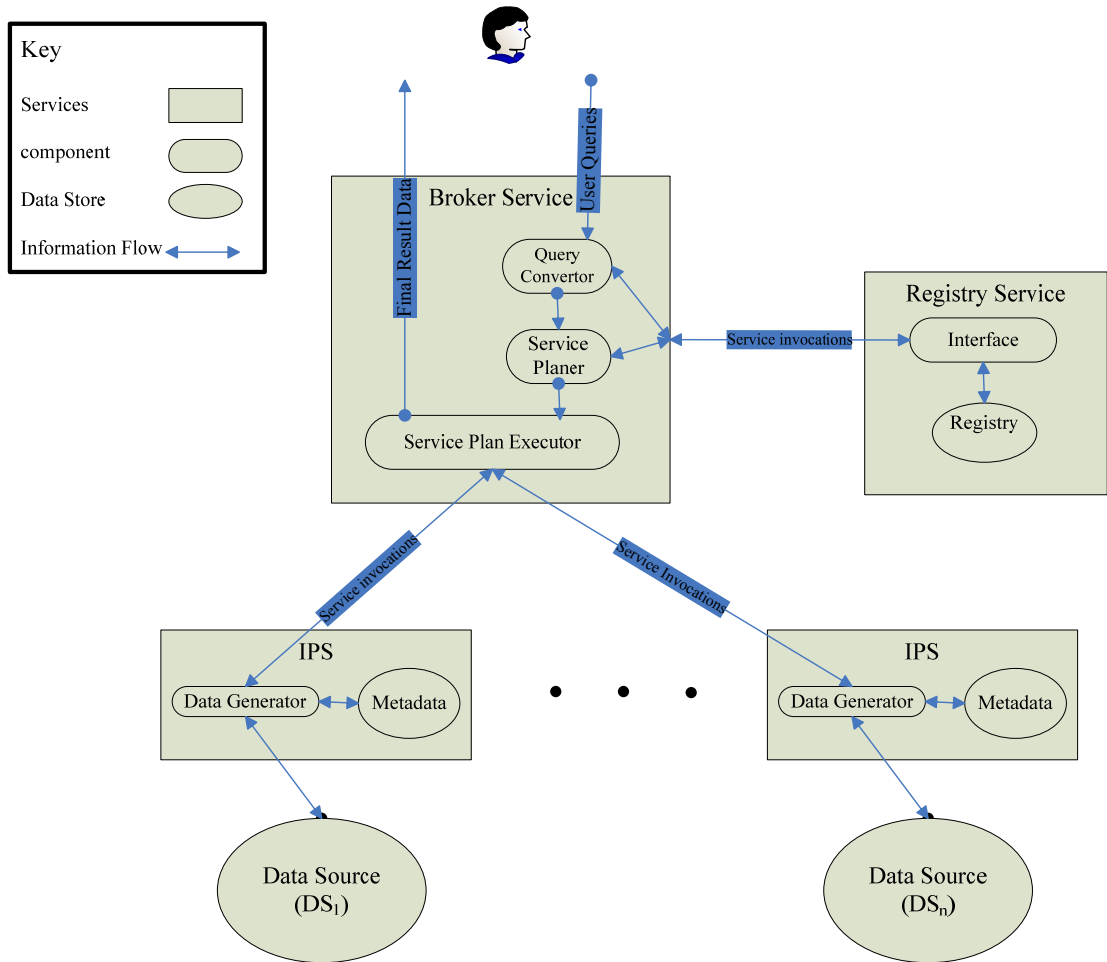 Key
Services
component
Data Store
Information Flow
User Queries
Final Result Data
Broker Service
Query
Convertor
Service
Planer
Service Plan Executor
Service invocations
Registry Service
Interface
Registry
Service invocations
Service Invocations
IPS
Data Generator
Metadata
IPS
Data Generator
Metadata
Data Source
(DS₁)
Data Source
(DSₙ)